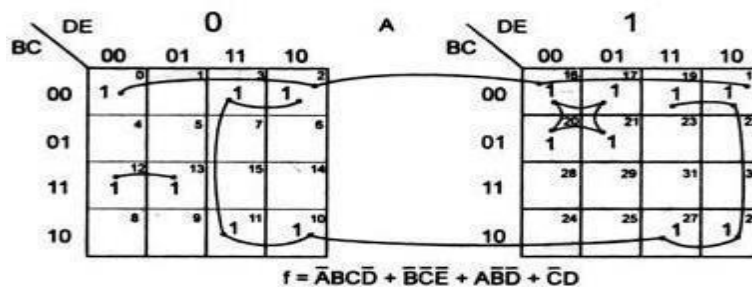 DE 0 A DE 1
BC 00 01 11 10 BC 00 01 11 10
0 1 3 2 16 17 19
00 1 1 1 00 1 1 1 1
4 5 7 6 20 21 23
01 01 1 1
12 13 15 14 28 29 31
11 1 1 11
8 9 11 10 24 25 27
10 1 1 10 1 1
f = A̅BCD̅ + B̅C̅E̅ + AB̅D̅ + C̅D